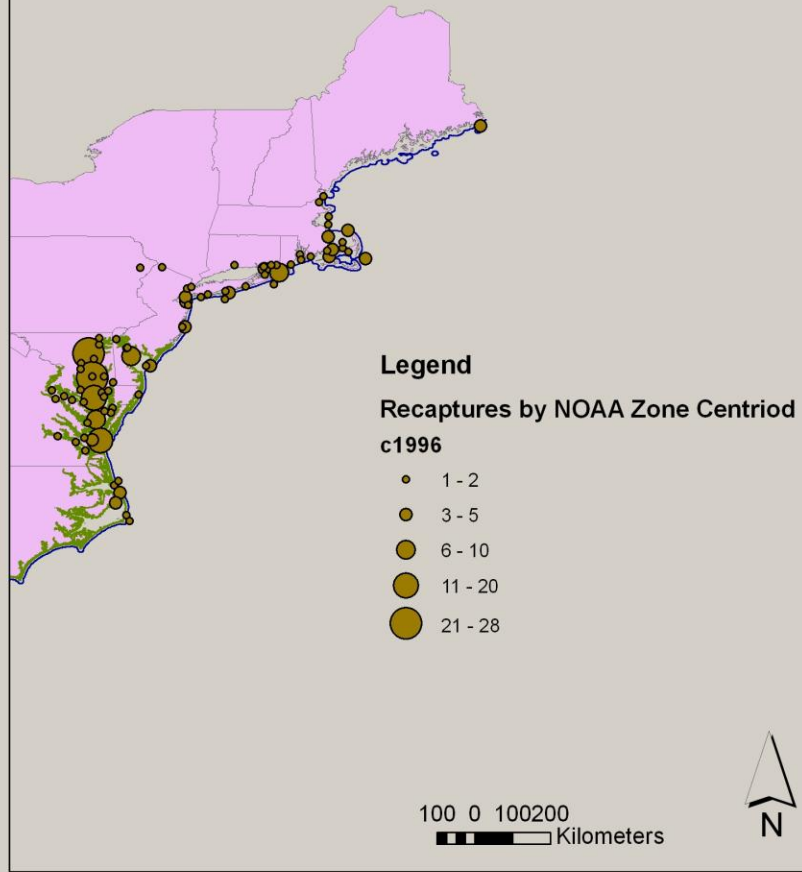 Legend
Recaptures by NOAA Zone Centriod
c1996
1 - 2
3 - 5
6 - 10
11 - 20
21 - 28
100 0 100200
Kilometers
N